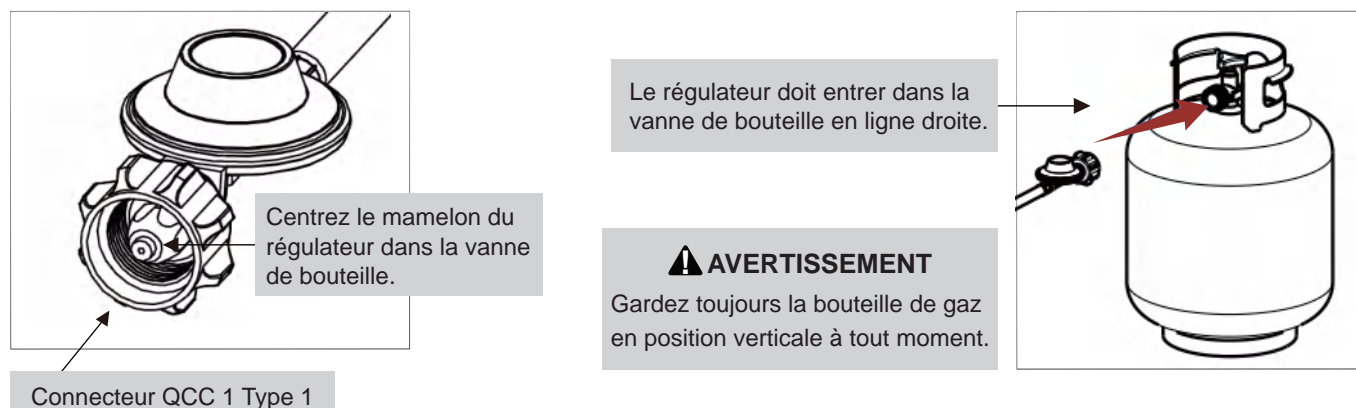 Centrez le mamelon du
régulateur dans la vanne
de bouteille.
Connecteur QCC 1 Type 1
Le régulateur doit entrer dans la
vanne de bouteille en ligne droite.
AVERTISSEMENT
Gardez toujours la bouteille de gaz
en position verticale à tout moment.